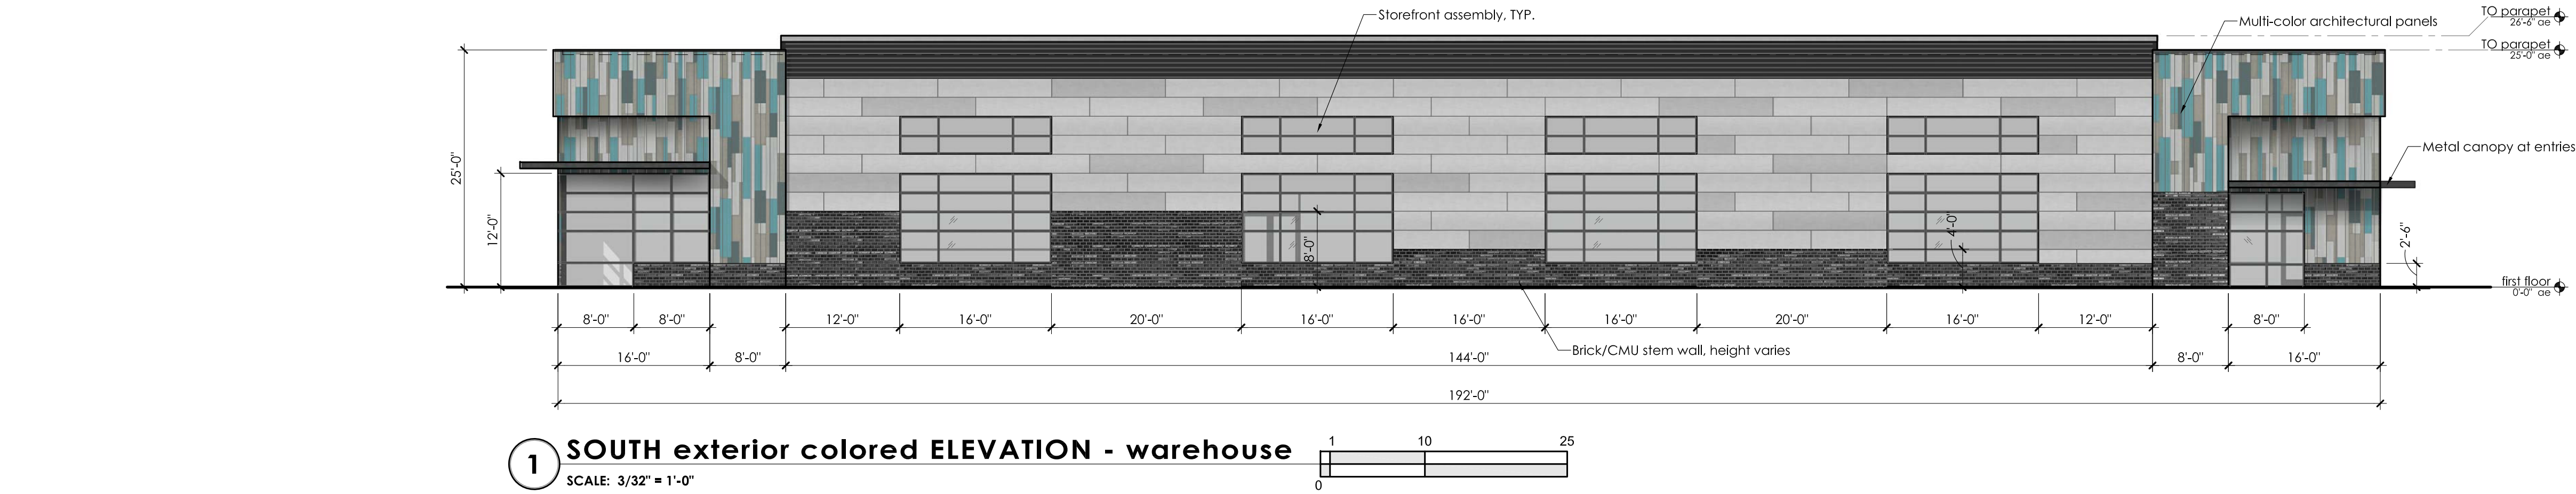 Storefront assembly, TYP.
Multi-color architectural panels
TO parapet
26'-6" ae
TO parapet
25'-0" ae
Metal canopy at entries
25'-0"
12'-0"
8'-0"
4'-0"
2'-6"
first floor
0'-0" ae
8'-0" 8'-0" 12'-0" 16'-0" 20'-0" 16'-0" 16'-0" 16'-0" 20'-0" 16'-0" 12'-0" 8'-0"
Brick/CMU stem wall, height varies
16'-0" 8'-0" 144'-0" 8'-0" 16'-0"
192'-0"
1 SOUTH exterior colored ELEVATION - warehouse
SCALE: 3/32" = 1'-0"
1 10 25
0